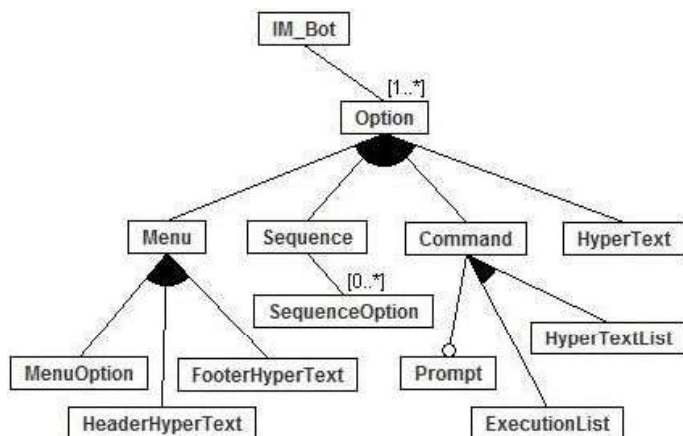 IM_Bot
[1..*]
Option
Menu
Sequence
Command
HyperText
[0..*]
SequenceOption
HyperTextList
MenuOption
FooterHyperText
Prompt
HeaderHyperText
ExecutionList